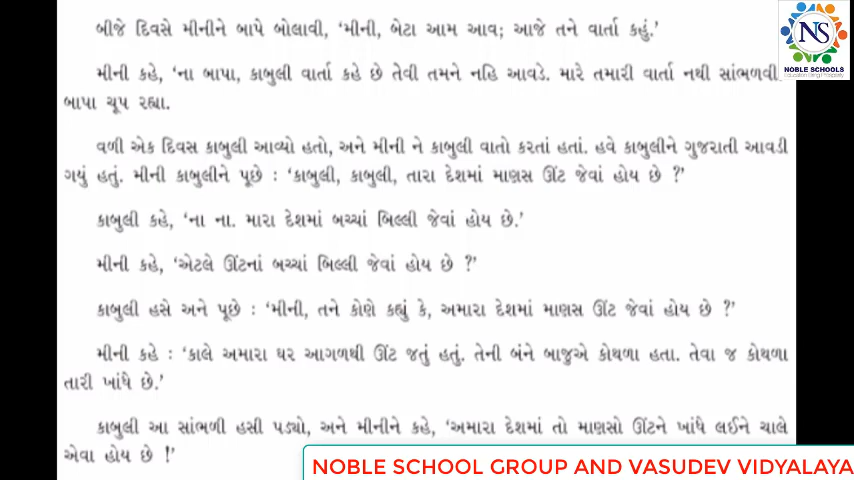 બીજે દિવસે મીનીને બાપે બોલાવી, ‘મીની, બેટા આમ આવ; આજે તને વાર્તા કહું.’
મીની કહે, ‘ના બાપા, કાબુલી વાર્તા કહે છે તેવી તમને નહિ આવડે. મારે તમારી વાર્તા નથી સાંભળવી.’
બાપા ચૂપ રહ્યા.
વળી એક દિવસ કાબુલી આવ્યો હતો, અને મીની ને કાબુલી વાતો કરતાં હતાં. હવે કાબુલીને ગુજરાતી આવડી
ગયું હતું. મીની કાબુલીને પૂછે : ‘કાબુલી, કાબુલી, તારા દેશમાં માણસ ઊંટ જેવાં હોય છે ?’
કાબુલી કહે, ‘ના ના. મારા દેશમાં બચ્ચાં બિલ્લી જેવાં હોય છે.’
મીની કહે, ‘એટલે ઊંટનાં બચ્ચાં બિલ્લી જેવાં હોય છે ?’
કાબુલી હસે અને પૂછે : ‘મીની, તને કોણે કહ્યું કે, અમારા દેશમાં માણસ ઊંટ જેવાં હોય છે ?’
મીની કહે : ‘કાલે અમારા ઘર આગળથી ઊંટ જતું હતું. તેની બંને બાજુએ કોથળા હતા. તેવા જ કોથળા
તારી ખાંધે છે.’
કાબુલી આ સાંભળી હસી પડ્યો, અને મીનીને કહે, ‘અમારા દેશમાં તો માણસો ઊંટને ખાંધે લઈને ચાલે
એવા હોય છે !’
NOBLE SCHOOLS
NOBLE SCHOOL GROUP AND VASUDEV VIDYALAYA